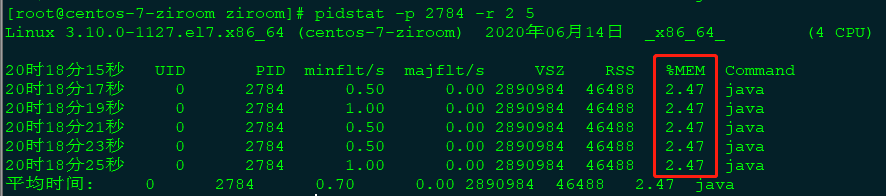 [root@centos-7-ziroom ziroom]# pidstat -p 2784 -r 2 5
Linux 3.10.0-1127.el7.x86_64 (centos-7-ziroom) 2020年06月14日 _x86_64_ (4 CPU)
20时18分15秒 UID PID minflt/s majflt/s VSZ RSS %MEM Command
20时18分17秒 0 2784 0.50 0.00 2890984 46488 2.47 java
20时18分19秒 0 2784 1.00 0.00 2890984 46488 2.47 java
20时18分21秒 0 2784 0.50 0.00 2890984 46488 2.47 java
20时18分23秒 0 2784 0.50 0.00 2890984 46488 2.47 java
20时18分25秒 0 2784 1.00 0.00 2890984 46488 2.47 java
平均时间: 0 2784 0.70 0.00 2890984 46488 2.47 java